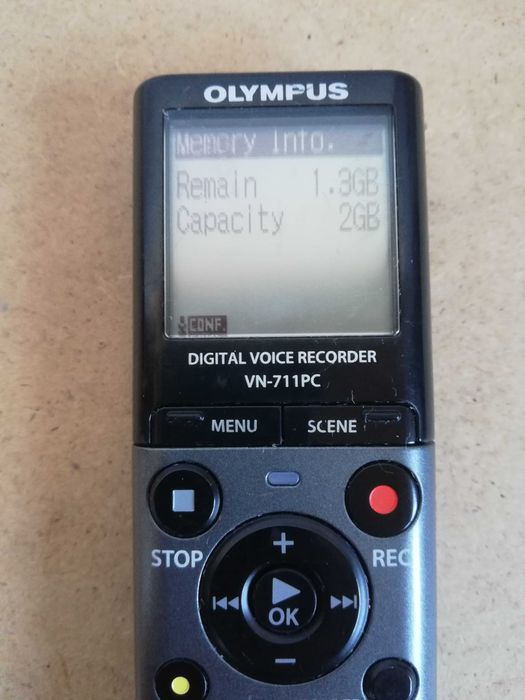 OLYMPUS
Memory Info.
Remain 1.3GB
Capacity 2GB
CONF.
DIGITAL VOICE RECORDER
VN-711PC
MENU SCENE
STOP REC
+
OK
−